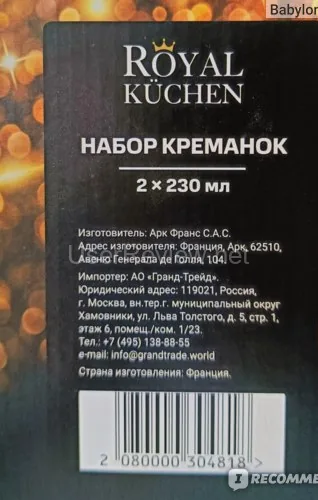 Babylon
ROYAL
KÜCHEN
НАБОР КРЕМАНОК
2 × 230 мл
Изготовитель: Арк Франс С.А.С.
Адрес изготовителя: Франция, Арк, 62510,
Авеню Генерала де Голля, 104.
UserReview.net
Импортер: АО «Гранд-Трейд».
Юридический адрес: 119021, Россия,
г. Москва, вн.тер.г. муниципальный округ
Хамовники, ул. Льва Толстого, д. 5, стр. 1,
этаж 6, помещ./ком. 1/23.
Тел.: +7 (495) 138-88-55
e-mail: info@grandtrade.world
Страна изготовления: Франция.
2 080000 304818 >
IRECOMME